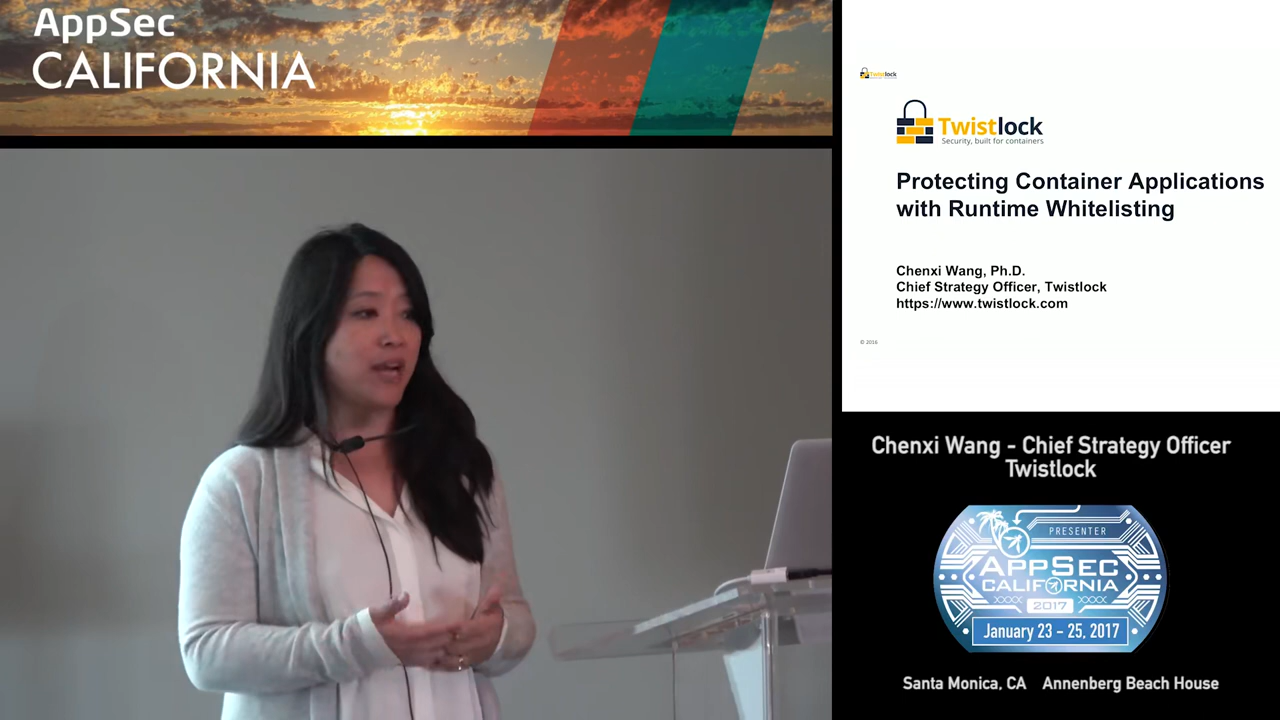 AppSec
CALIFORNIA
Twistlock
Twistlock
Security, built for containers
Protecting Container Applications
with Runtime Whitelisting
Chenxi Wang, Ph.D.
Chief Strategy Officer, Twistlock
https://www.twistlock.com
© 2016
Chenxi Wang - Chief Strategy Officer
Twistlock
PRESENTER
APPSEC
CALIFORNIA
XXXX 2017 XXXX
January 23 - 25, 2017
Santa Monica, CA Annenberg Beach House